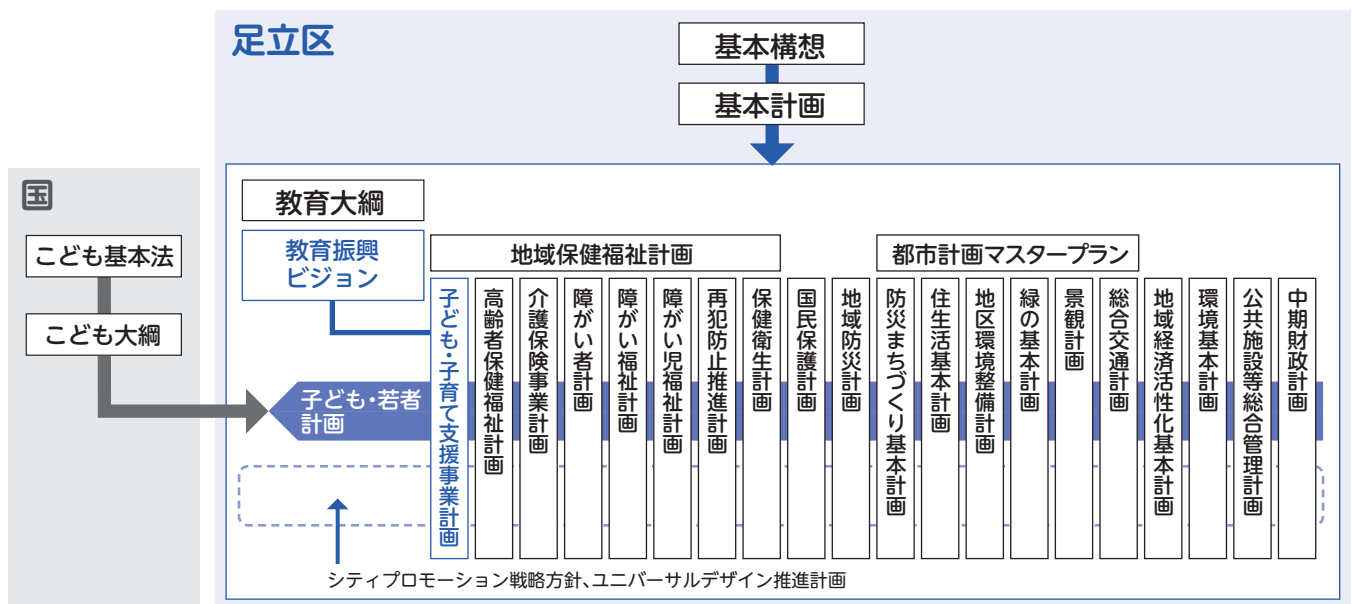 足立区
基本構想
基本計画
国
こども基本法
こども大綱
教育大綱
教育振興
ビジョン
地域保健福祉計画
都市計画マスタープラン
子ども・若者
計画
子ども・子育て支援事業計画
高齢者保健福祉計画
介護保険事業計画
障がい者計画
障がい福祉計画
障がい児福祉計画
再犯防止推進計画
保健衛生計画
国民保護計画
地域防災計画
防災まちづくり基本計画
住生活基本計画
地区環境整備計画
緑の基本計画
景観計画
総合交通計画
地域経済活性化基本計画
環境基本計画
公共施設等総合管理計画
中期財政計画
シティプロモーション戦略方針、ユニバーサルデザイン推進計画